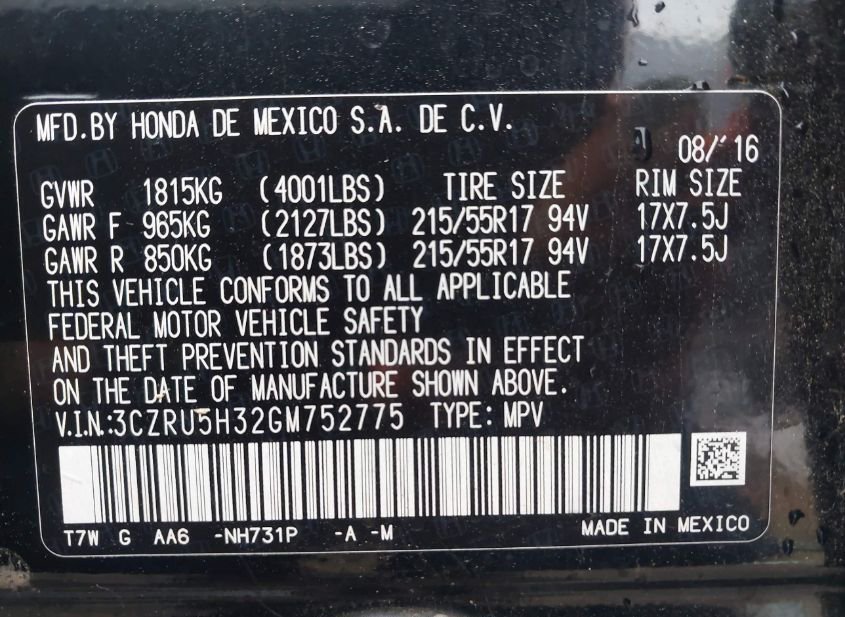 MFD.BY HONDA DE MEXICO S.A. DE C.V.
08/'16
GVWR 1815KG (4001LBS) TIRE SIZE RIM SIZE
GAWR F 965KG (2127LBS) 215/55R17 94V 17X7.5J
GAWR R 850KG (1873LBS) 215/55R17 94V 17X7.5J
THIS VEHICLE CONFORMS TO ALL APPLICABLE
FEDERAL MOTOR VEHICLE SAFETY
AND THEFT PREVENTION STANDARDS IN EFFECT
ON THE DATE OF MANUFACTURE SHOWN ABOVE.
V.I.N.:3CZRU5H32GM752775 TYPE: MPV
T7W G AA6 -NH731P -A -M MADE IN MEXICO